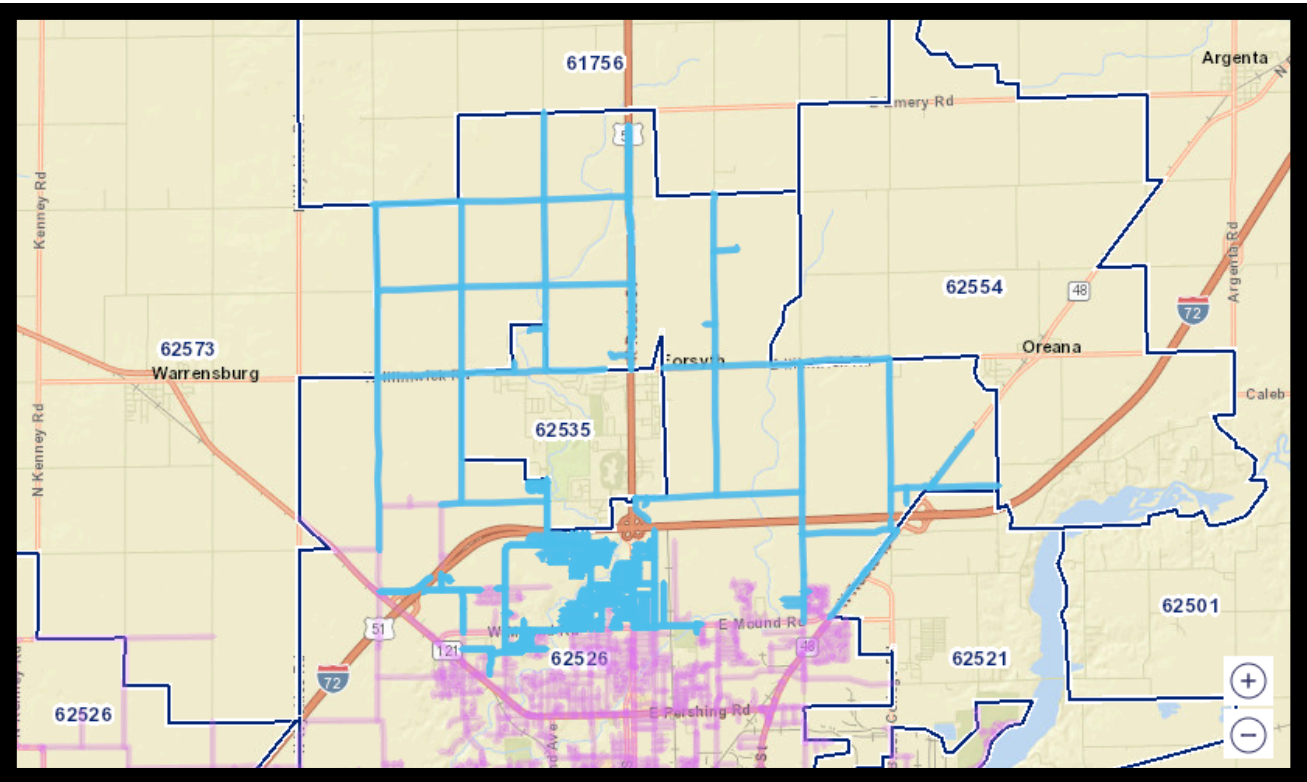 Argenta
61756
E Emery Rd
Kenney Rd
Argenta Rd
62554
48
72
Oreana
62573
Warrensburg
Forsyth
Caleb
N Kenney Rd
62535
62501
E Mound Rd
51
121
48
62526
62521
72
62526
E Pershing Rd
+
−